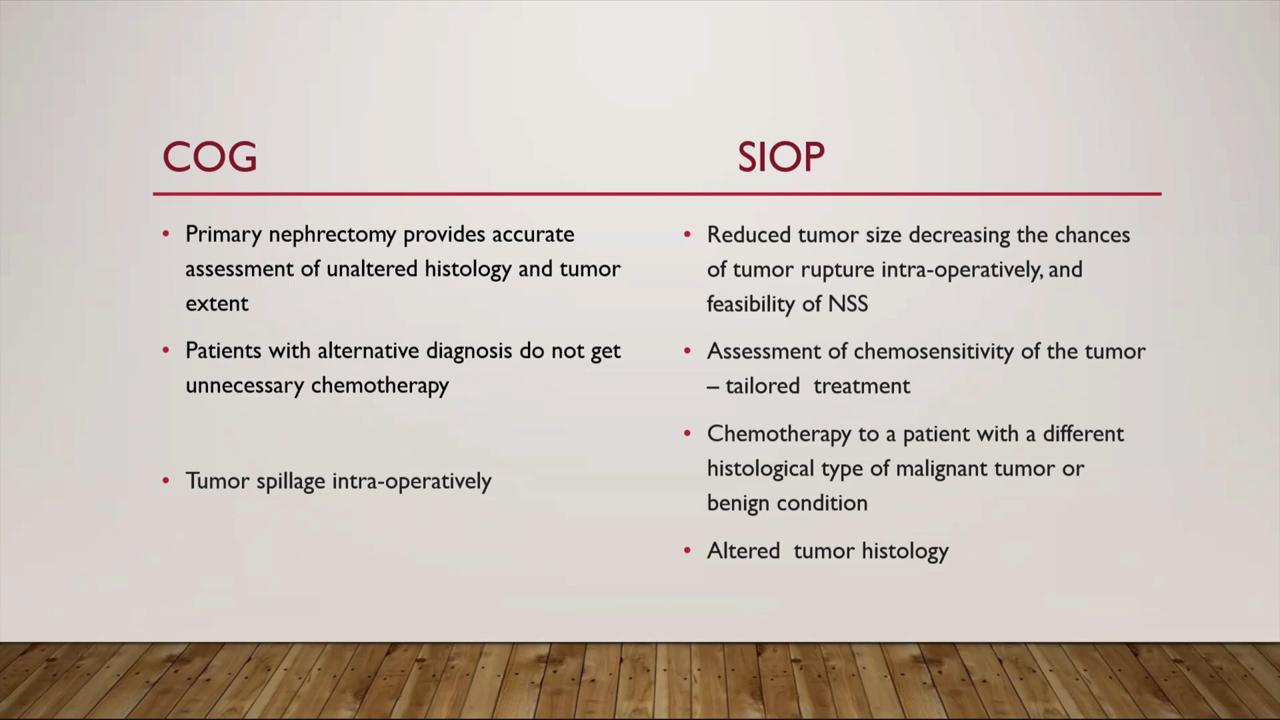 COG
SIOP
• Primary nephrectomy provides accurate
assessment of unaltered histology and tumor
extent
• Patients with alternative diagnosis do not get
unnecessary chemotherapy
• Tumor spillage intra-operatively
• Reduced tumor size decreasing the chances
of tumor rupture intra-operatively, and
feasibility of NSS
• Assessment of chemosensitivity of the tumor
– tailored treatment
• Chemotherapy to a patient with a different
histological type of malignant tumor or
benign condition
• Altered tumor histology